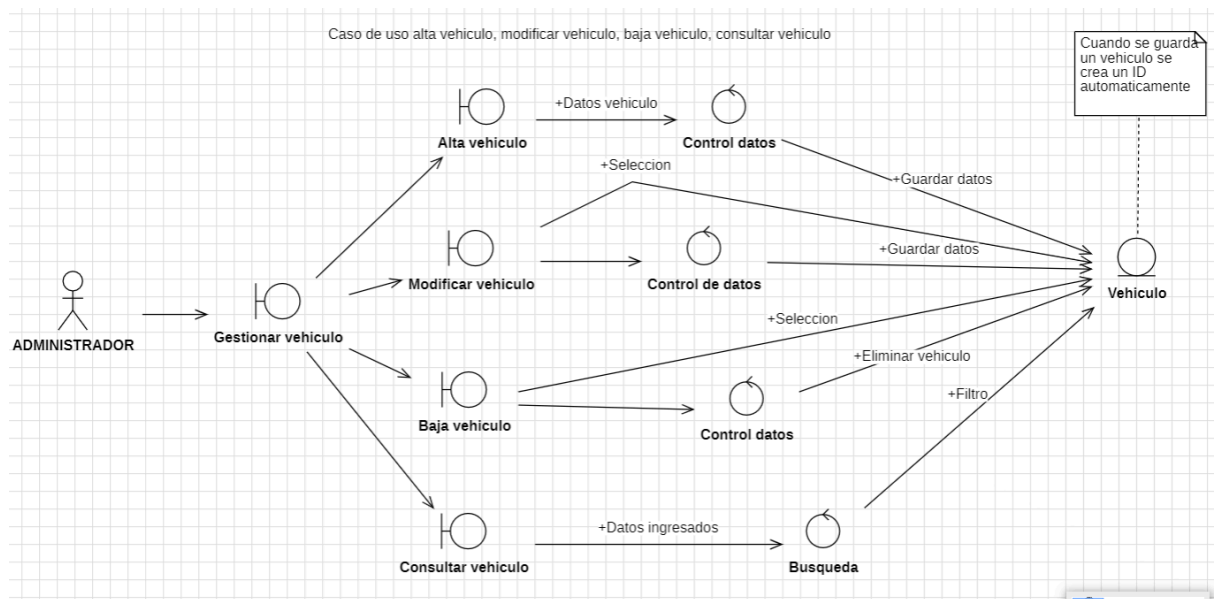 Caso de uso alta vehiculo, modificar vehiculo, baja vehiculo, consultar vehiculo
Cuando se guarda
un vehiculo se
crea un ID
automaticamente
+Datos vehiculo
Alta vehiculo
Control datos
+Seleccion
+Guardar datos
+Guardar datos
Modificar vehiculo
Control de datos
Vehiculo
ADMINISTRADOR
Gestionar vehiculo
+Seleccion
+Eliminar vehiculo
+Filtro
Baja vehiculo
Control datos
+Datos ingresados
Consultar vehiculo
Busqueda